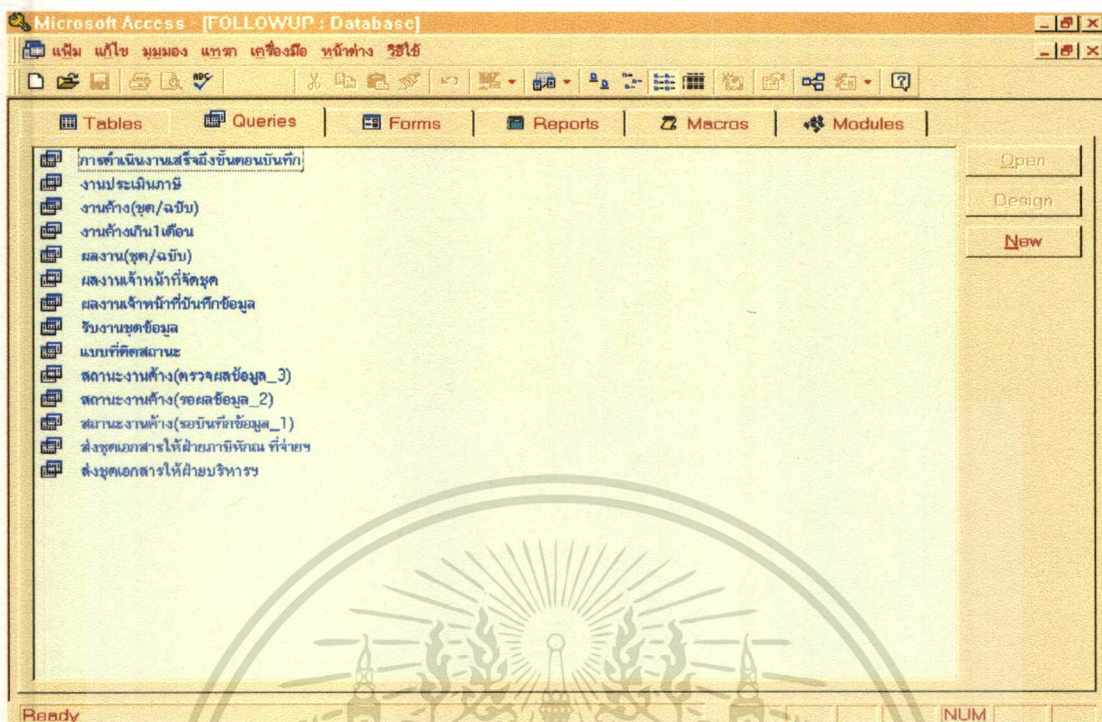 Microsoft Access - [FOLLOWUP : Database]
แฟ้ม แก้ไข มุมมอง แทรก เครื่องมือ หน้าต่าง วิธีใช้
Tables Queries Forms Reports Macros Modules
การดำเนินงานเสร็จถึงขั้นตอนบันทึก
งานประเมินภาษี
งานค้าง(ชุด/ฉบับ)
งานค้างเกิน1เดือน
ผลงาน(ชุด/ฉบับ)
ผลงานเจ้าหน้าที่จัดชุด
ผลงานเจ้าหน้าที่บันทึกข้อมูล
รับงานชุดข้อมูล
แบบที่ติดสถานะ
สถานะงานค้าง(ตรวจผลข้อมูล_3)
สถานะงานค้าง(รอผลข้อมูล_2)
สถานะงานค้าง(รอบันทึกข้อมูล_1)
ส่งชุดเอกสารให้ฝ่ายภาษีหักณ ที่จ่ายฯ
ส่งชุดเอกสารให้ฝ่ายบริหารฯ
Open
Design
New
Ready NUM